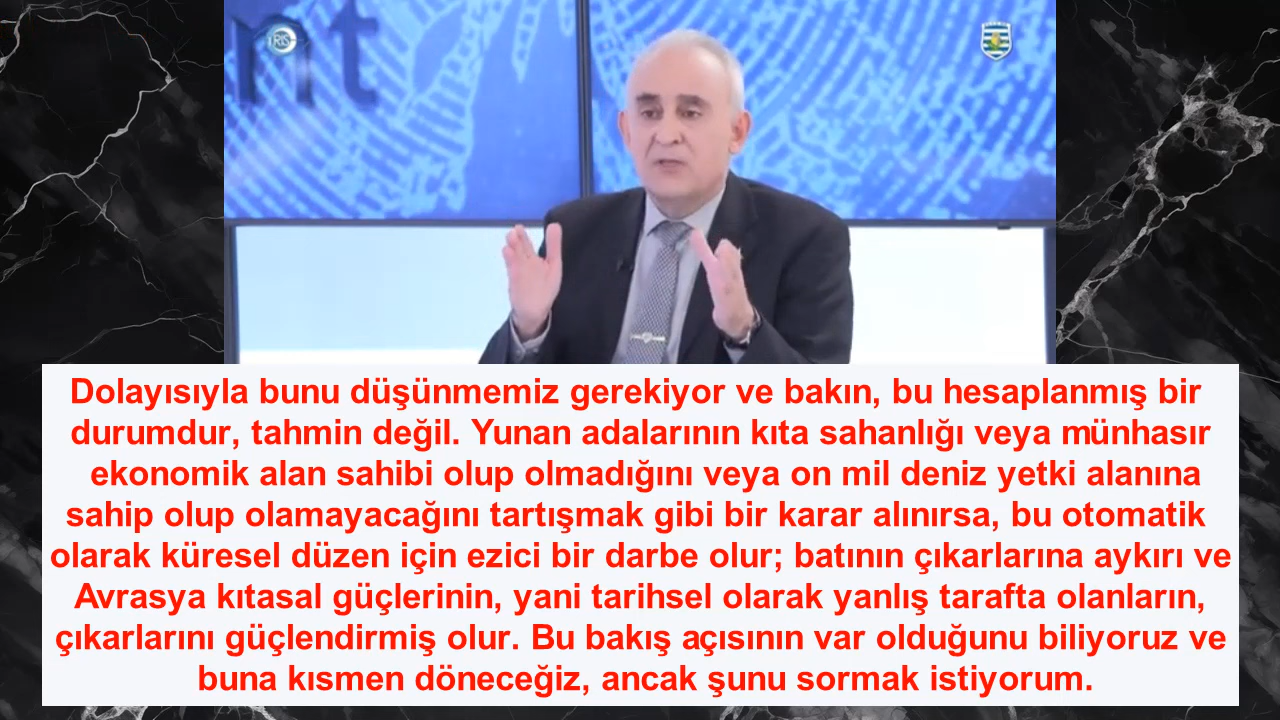 nt
RIS
Dolayısıyla bunu düşünmemiz gerekiyor ve bakın, bu hesaplanmış bir
durumdur, tahmin değil. Yunan adalarının kıta sahanlığı veya münhasır
ekonomik alan sahibi olup olmadığını veya on mil deniz yetki alanına
sahip olup olamayacağını tartışmak gibi bir karar alınırsa, bu otomatik
olarak küresel düzen için ezici bir darbe olur; batının çıkarlarına aykırı ve
Avrasya kıtasal güçlerinin, yani tarihsel olarak yanlış tarafta olanların,
çıkarlarını güçlendirmiş olur. Bu bakış açısının var olduğunu biliyoruz ve
buna kısmen döneceğiz, ancak şunu sormak istiyorum.